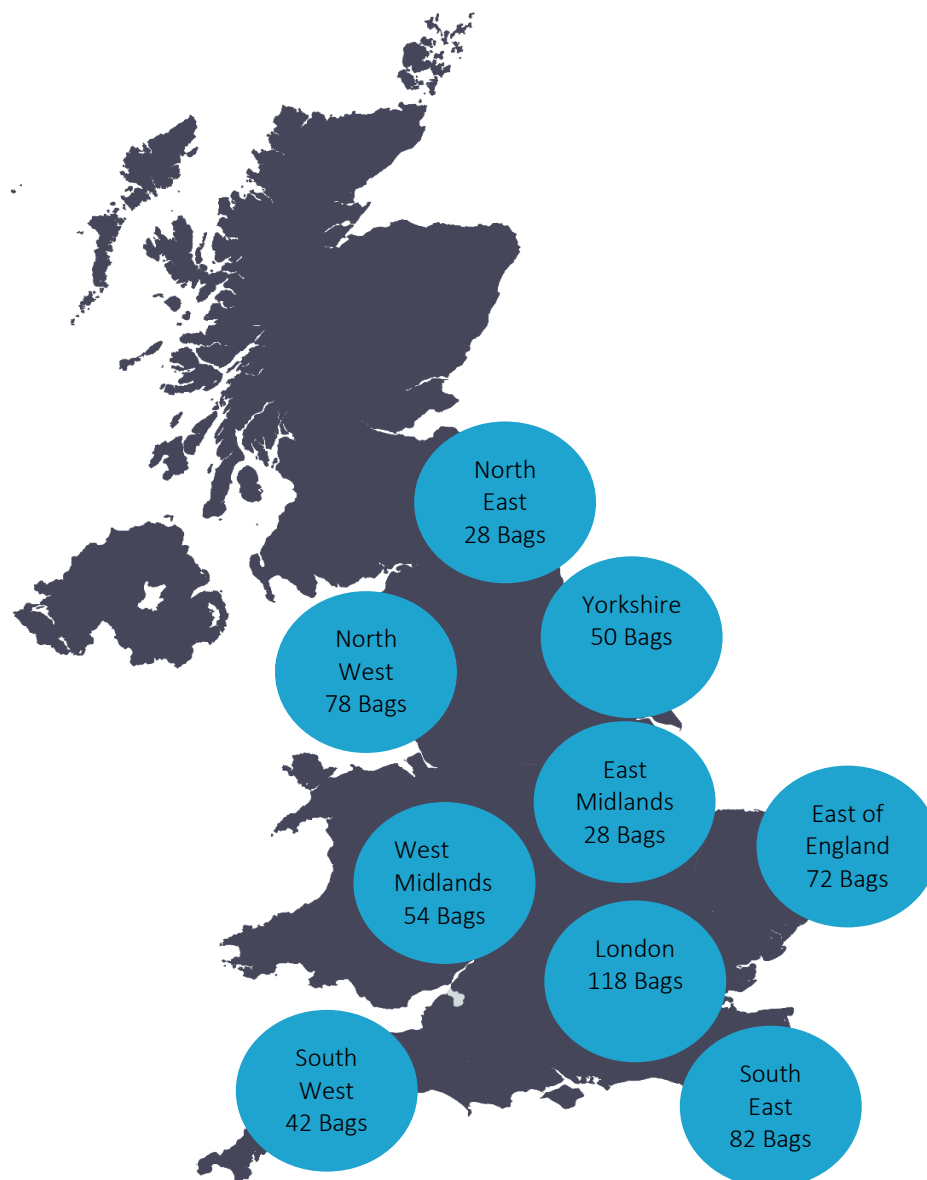 North
East
28 Bags
Yorkshire
50 Bags
North
West
78 Bags
East
Midlands
28 Bags
East of
England
72 Bags
West
Midlands
54 Bags
London
118 Bags
South
West
42 Bags
South
East
82 Bags